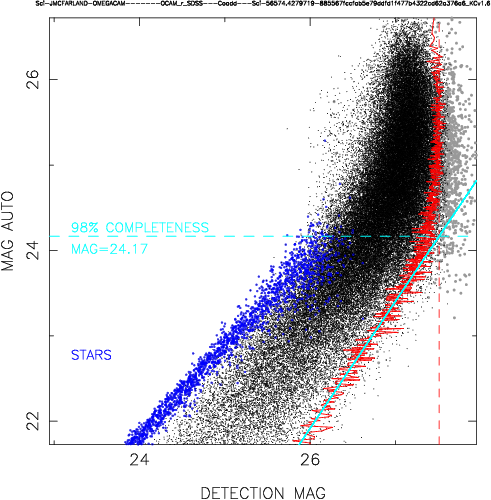 Sci-JMCFARLAND-OMEGACAM-------OCAM_r_SDSS---Coadd---Sci-56574.4279719-885567fcafab5e79ddfd1f477b4322cd62a376a6_KCv1.6
26
98% COMPLETENESS
24
MAG=24.17
STARS
22
MAG AUTO
24
26
DETECTION MAG